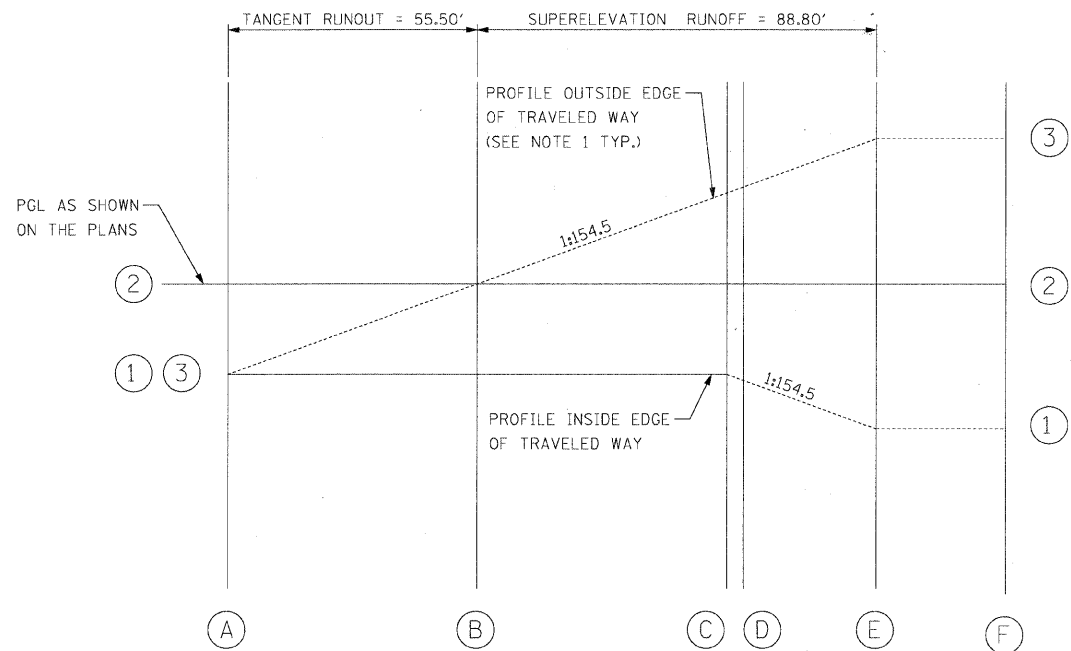 TANGENT RUNOUT = 55.50'
SUPERELEVATION RUNOFF = 88.80'
PROFILE OUTSIDE EDGE
OF TRAVELED WAY
(SEE NOTE 1 TYP.)
3
PGL AS SHOWN
ON THE PLANS
1:154.5
2
2
1 3
1:154.5
PROFILE INSIDE EDGE
OF TRAVELED WAY
1
A
B
C
D
E
F